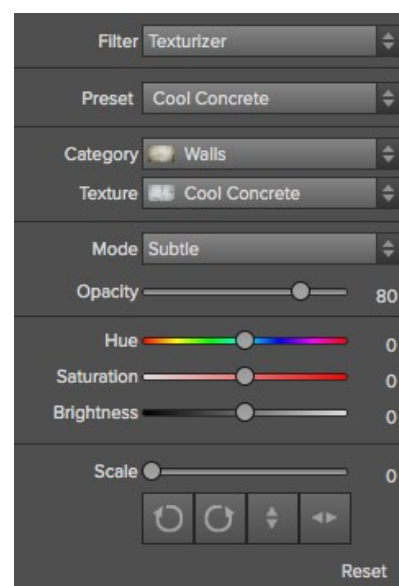 Filter Texturizer
Preset Cool Concrete
Category Walls
Texture Cool Concrete
Mode Subtle
Opacity 80
Hue 0
Saturation 0
Brightness 0
Scale 0
Reset